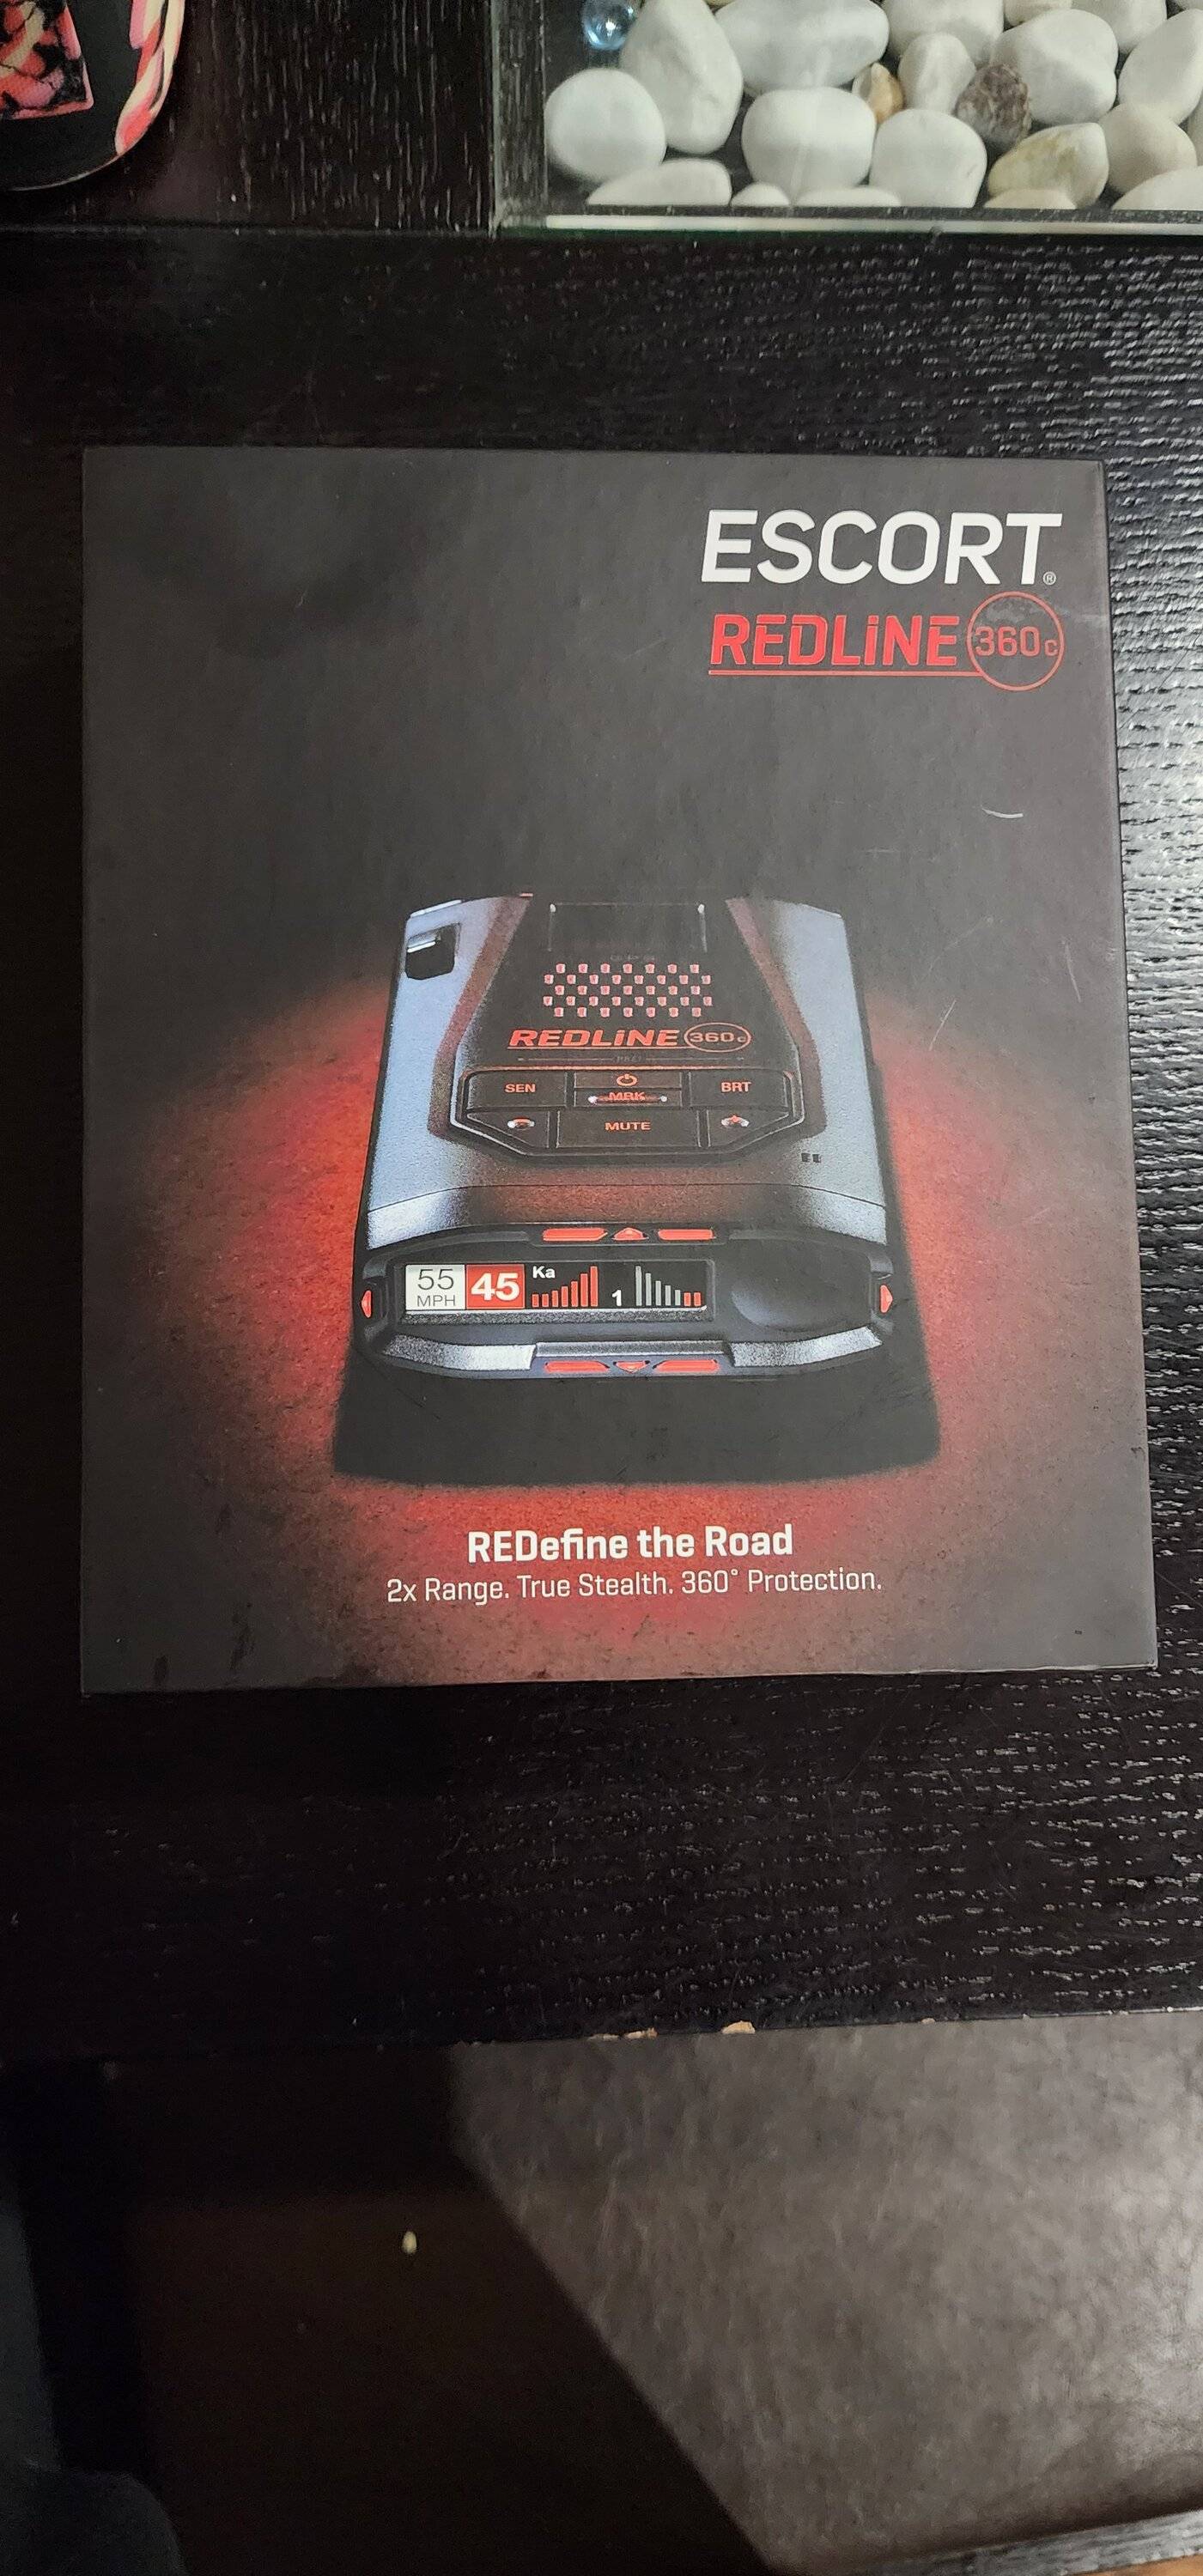 ESCORT®
REDLiNE 360c
REDLiNE 360c
SEN MRK BRT
MUTE
55 MPH 45 Ka 1
REDefine the Road
2x Range. True Stealth. 360° Protection.